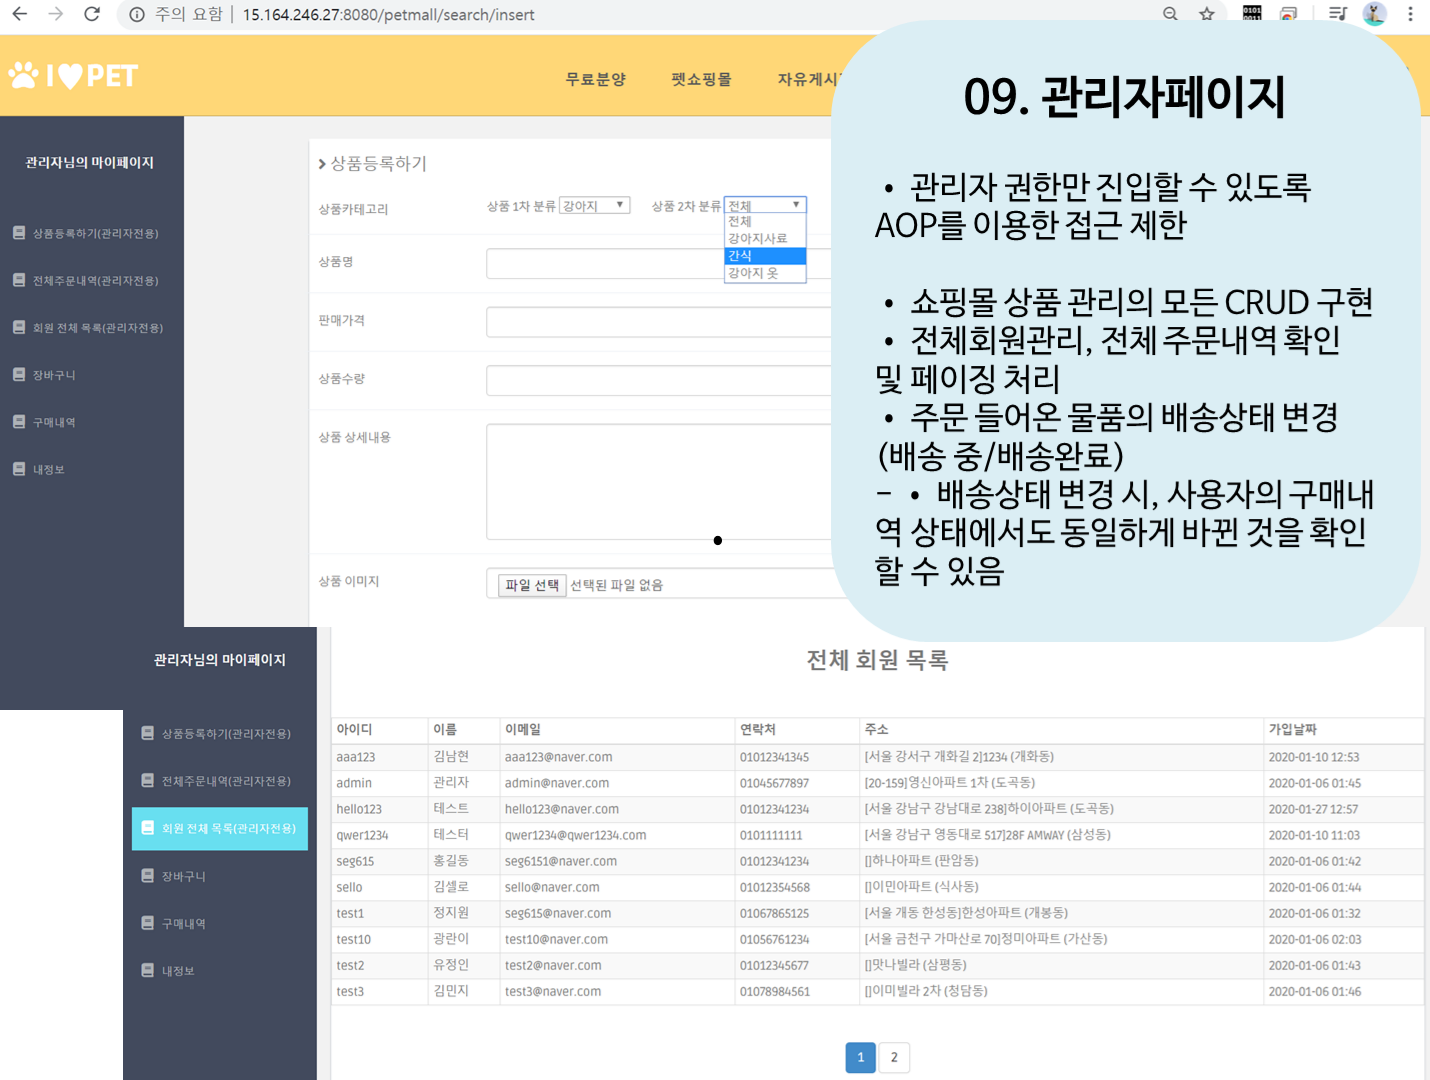 주의 요함 | 15.164.246.27:8080/petmall/search/insert
I PET
무료분양 펫쇼핑몰 자유게시
관리자님의 마이페이지
상품등록하기(관리자전용)
전체주문내역(관리자전용)
회원 전체 목록(관리자전용)
장바구니
구매내역
내정보
상품등록하기
상품카테고리 상품 1차 분류 강아지 상품 2차 분류 전체
전체
강아지사료
간식
강아지 옷
상품명
판매가격
상품수량
상품 상세내용
상품 이미지 파일 선택 선택된 파일 없음
09. 관리자페이지
• 관리자 권한만 진입할 수 있도록
AOP를 이용한 접근 제한
• 쇼핑몰 상품 관리의 모든 CRUD 구현
• 전체회원관리, 전체 주문내역 확인
및 페이징 처리
• 주문 들어온 물품의 배송상태 변경
(배송 중/배송완료)
- • 배송상태 변경 시, 사용자의 구매내
역 상태에서도 동일하게 바뀐 것을 확인
할 수 있음
관리자님의 마이페이지
상품등록하기(관리자전용)
전체주문내역(관리자전용)
회원 전체 목록(관리자전용)
장바구니
구매내역
내정보
전체 회원 목록
아이디 이름 이메일 연락처 주소 가입날짜
aaa123 김남현 aaa123@naver.com 01012341345 [서울 강서구 개화길 2]1234 (개화동) 2020-01-10 12:53
admin 관리자 admin@naver.com 01045677897 [20-159]영신아파트 1차 (도곡동) 2020-01-06 01:45
hello123 테스트 hello123@naver.com 01012341234 [서울 강남구 강남대로 238]하이아파트 (도곡동) 2020-01-27 12:57
qwer1234 테스터 qwer1234@qwer1234.com 0101111111 [서울 강남구 영동대로 517]28F AMWAY (삼성동) 2020-01-10 11:03
seg615 홍길동 seg6151@naver.com 01012341234 []하나아파트 (판암동) 2020-01-06 01:42
sello 김셀로 sello@naver.com 01012354568 []이민아파트 (식사동) 2020-01-06 01:44
test1 정지원 seg615@naver.com 01067865125 [서울 개동 한성동]한성아파트 (개봉동) 2020-01-06 01:32
test10 광란이 test10@naver.com 01056761234 [서울 금천구 가마산로 70]정미아파트 (가산동) 2020-01-06 02:03
test2 유정인 test2@naver.com 01012345677 []맛나빌라 (삼평동) 2020-01-06 01:43
test3 김민지 test3@naver.com 01078984561 []이미빌라 2차 (청담동) 2020-01-06 01:46
1 2